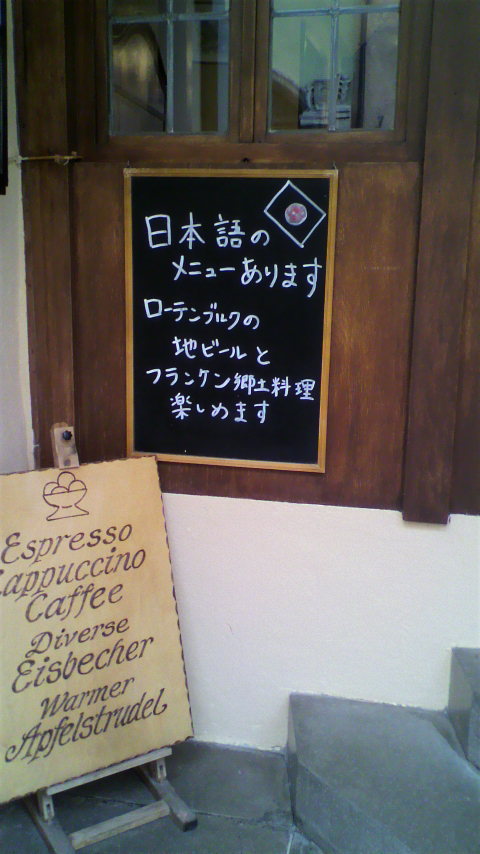 日本語の
メニューあります
ローテンブルクの
地ビールと
フランケン郷土料理
楽しめます
Espresso
Cappuccino
Caffee
Diverse
Eisbecher
Warmer
Apfelstrudel